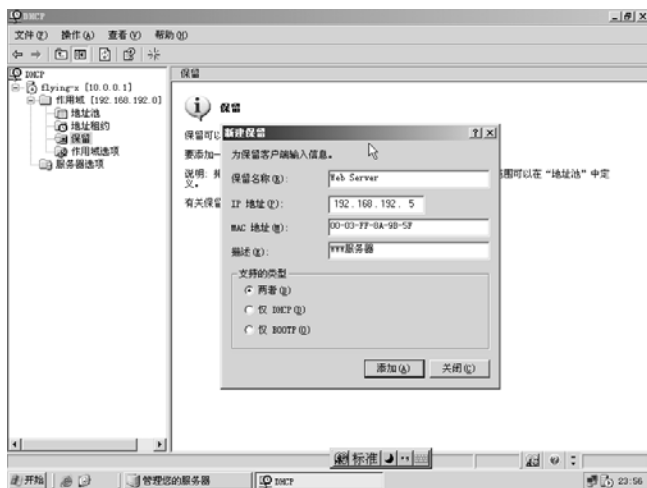 DHCP
文件(F) 操作(A) 查看(V) 帮助(H)
DHCP
flying-z [10.0.0.1]
作用域 [192.168.192.0]
地址池
地址租约
保留
作用域选项
服务器选项
保留
保留
保留可以
要添加一
说明:
围可以在“地址池”中定
义。
有关保留
新建保留
为保留客户端输入信息。
保留名称(R): Web Server
IP 地址(P): 192.168.192. 5
MAC 地址(M): 00-03-FF-8A-9B-5F
描述(E): WWW服务器
支持的类型
两者(B)
仅 DHCP(D)
仅 BOOTP(O)
添加(A) 关闭(C)
标准
开始 管理您的服务器 DHCP 23:56